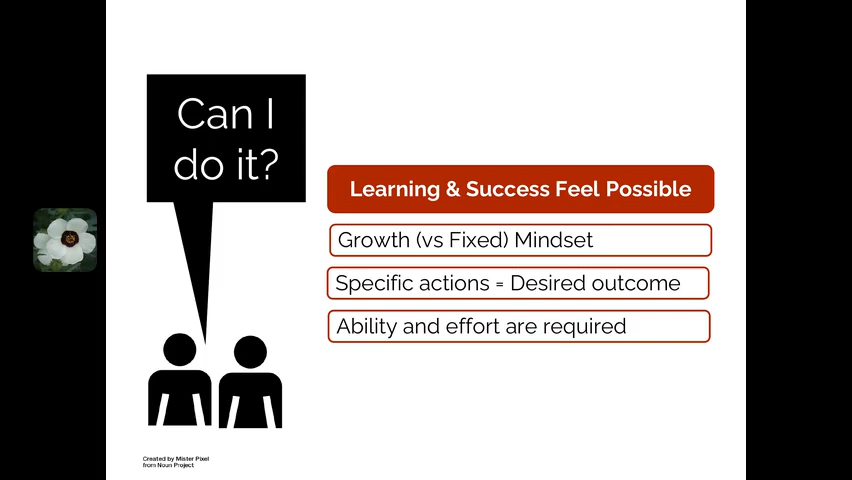 Can I
do it?
Learning & Success Feel Possible
Growth (vs Fixed) Mindset
Specific actions = Desired outcome
Ability and effort are required
Created by Mister Pixel
from Noun Project